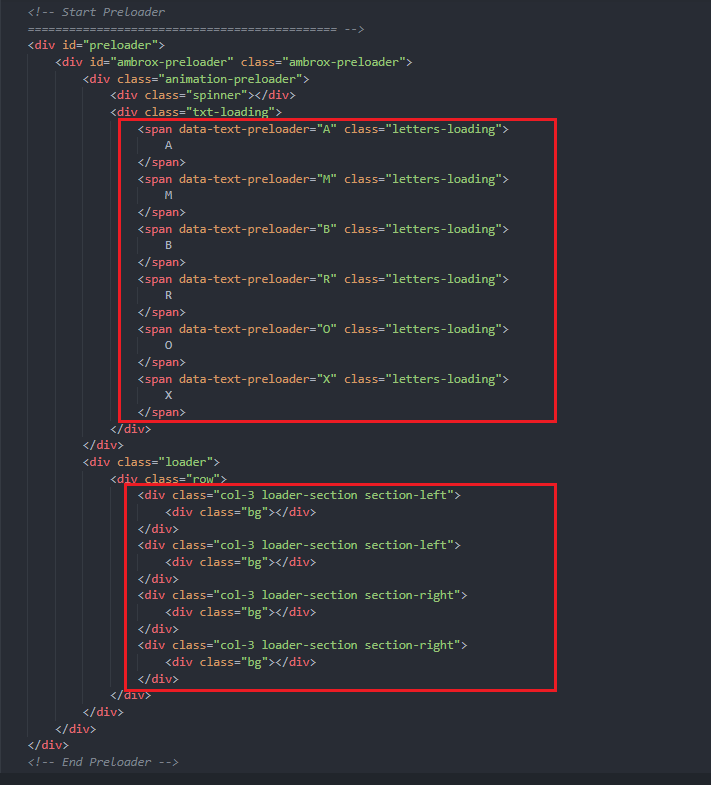 <!-- Start Preloader
============================================= -->
<div id="preloader">
<div id="ambrox-preloader" class="ambrox-preloader">
<div class="animation-preloader">
<div class="spinner"></div>
<div class="txt-loading">
<span data-text-preloader="A" class="letters-loading">
A
</span>
<span data-text-preloader="M" class="letters-loading">
M
</span>
<span data-text-preloader="B" class="letters-loading">
B
</span>
<span data-text-preloader="R" class="letters-loading">
R
</span>
<span data-text-preloader="O" class="letters-loading">
O
</span>
<span data-text-preloader="X" class="letters-loading">
X
</span>
</div>
</div>
<div class="loader">
<div class="row">
<div class="col-3 loader-section section-left">
<div class="bg"></div>
</div>
<div class="col-3 loader-section section-left">
<div class="bg"></div>
</div>
<div class="col-3 loader-section section-right">
<div class="bg"></div>
</div>
<div class="col-3 loader-section section-right">
<div class="bg"></div>
</div>
</div>
</div>
</div>
</div>
<!-- End Preloader -->